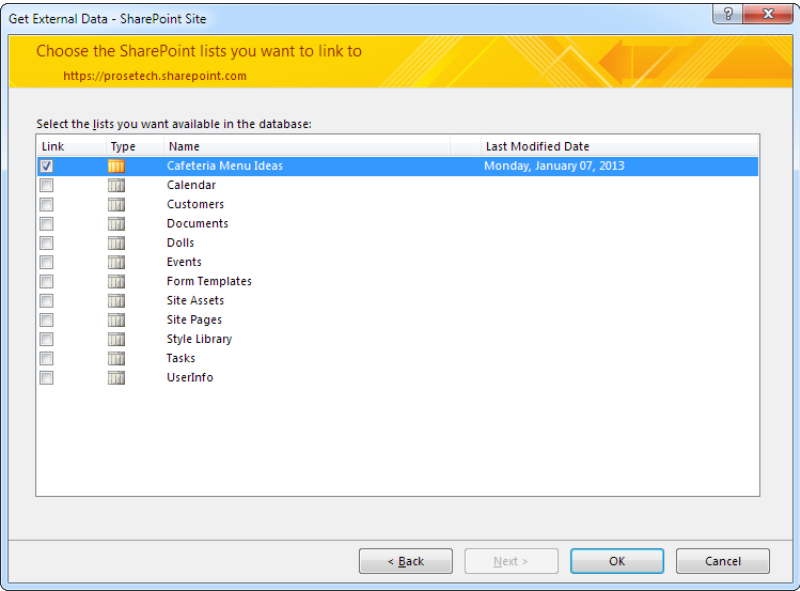 Get External Data - SharePoint Site
?
X
Choose the SharePoint lists you want to link to
https://prosetech.sharepoint.com
Select the lists you want available in the database:
Link Type Name Last Modified Date
Cafeteria Menu Ideas Monday, January 07, 2013
Calendar
Customers
Documents
Dolls
Events
Form Templates
Site Assets
Site Pages
Style Library
Tasks
UserInfo
< Back Next > OK Cancel